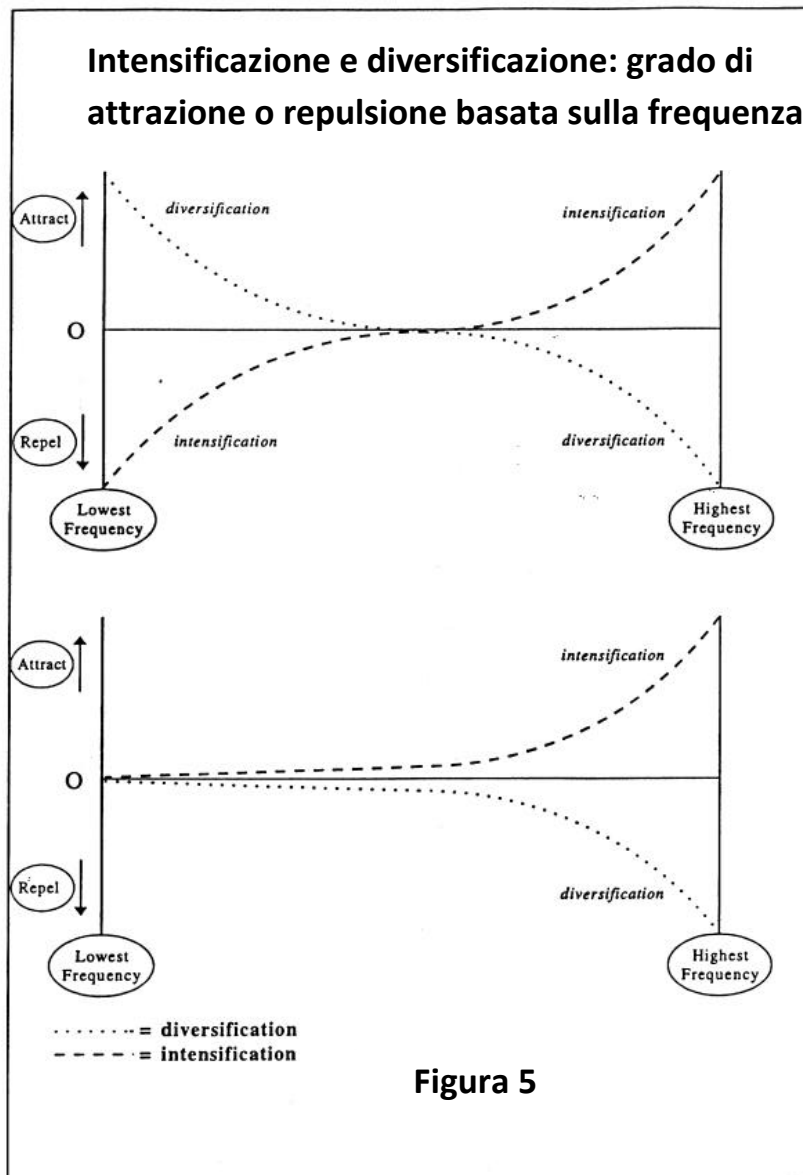 Intensificazione e diversificazione: grado di
attrazione o repulsione basata sulla frequenza
Attract
diversification
intensification
O
Repel
intensification
diversification
Lowest
Frequency
Highest
Frequency
Attract
intensification
O
Repel
diversification
Lowest
Frequency
Highest
Frequency
= diversification
= intensification
Figura 5